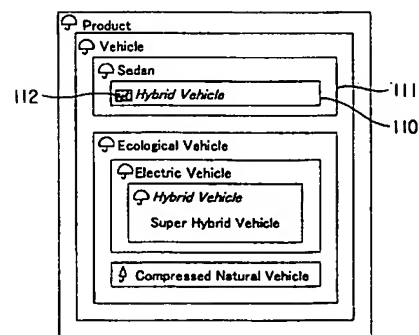 Product
Vehicle
Sedan
112
Hybrid Vehicle
111
110
Ecological Vehicle
Electric Vehicle
Hybrid Vehicle
Super Hybrid Vehicle
Compressed Natural Vehicle